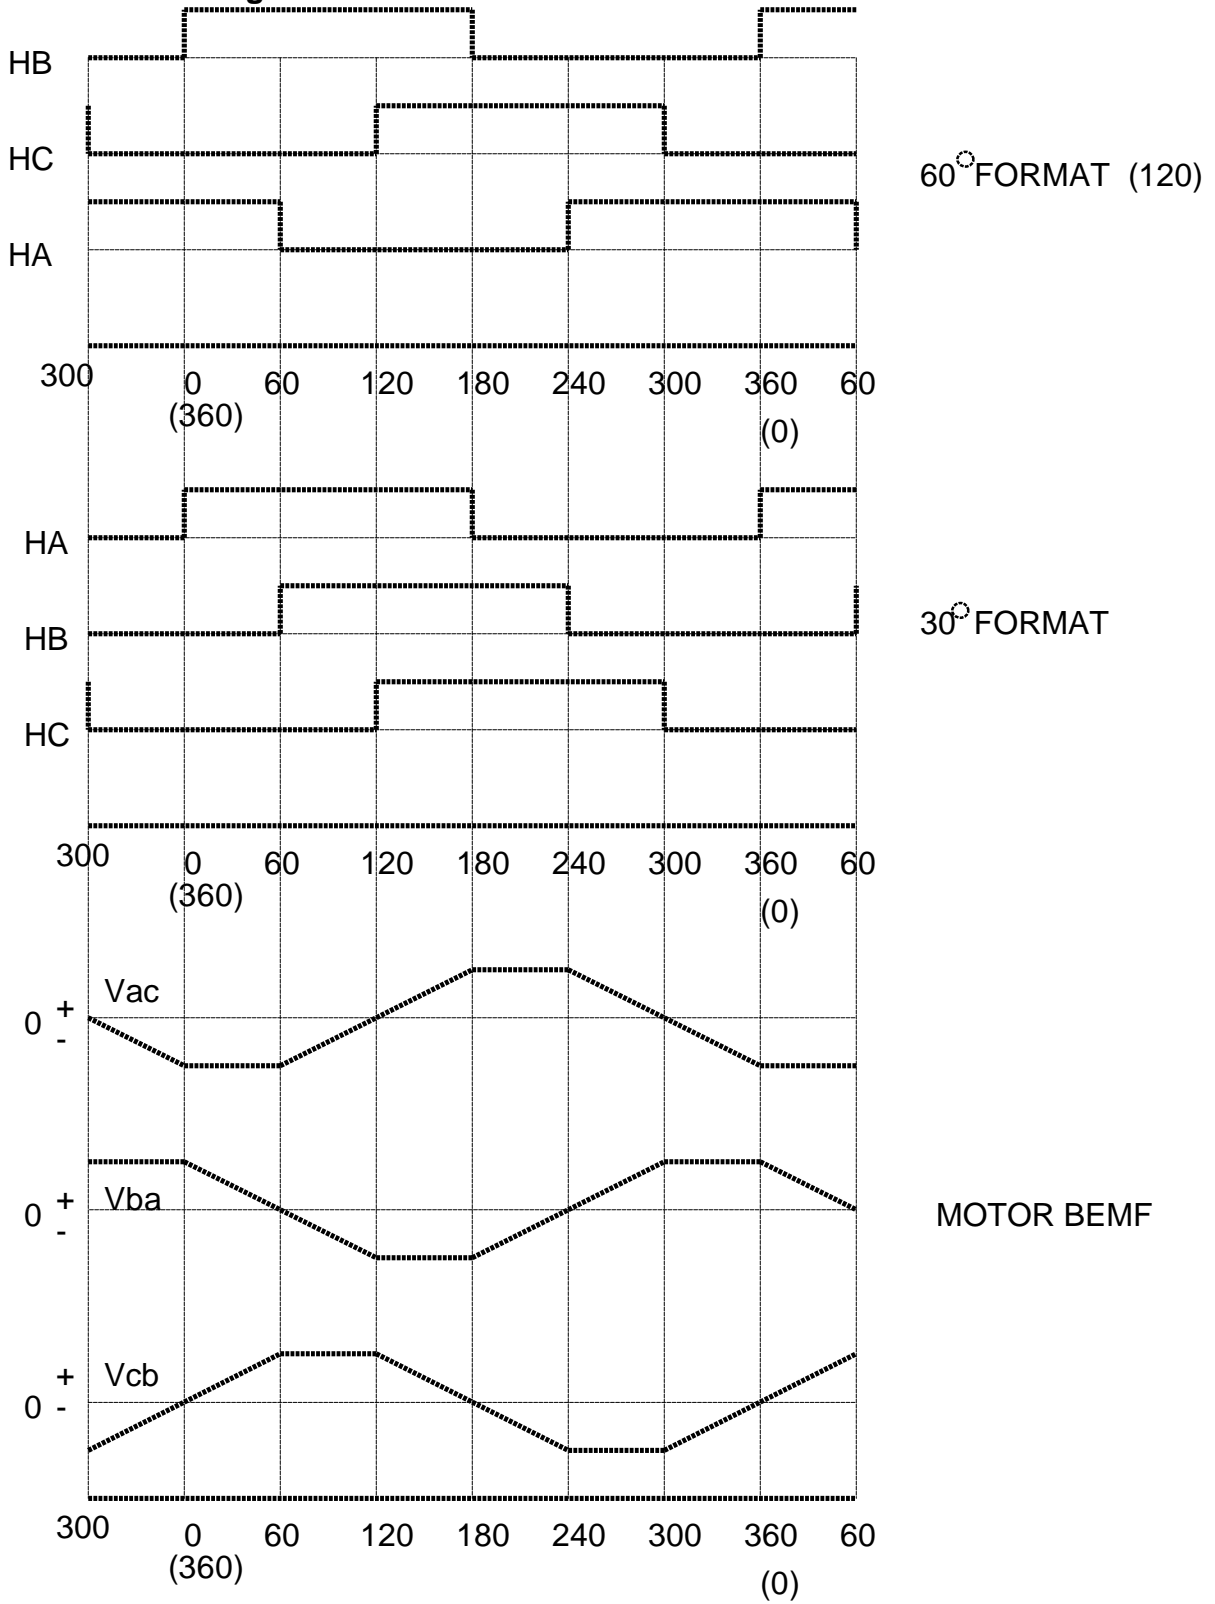 HB
HC
60°FORMAT (120)
HA
300 0 60 120 180 240 300 360 60
(360) (0)
HA
HB
30° FORMAT
HC
300 0 60 120 180 240 300 360 60
(360) (0)
Vac
0 + -
Vba
0 + -
MOTOR BEMF
Vcb
0 + -
300 0 60 120 180 240 300 360 60
(360) (0)